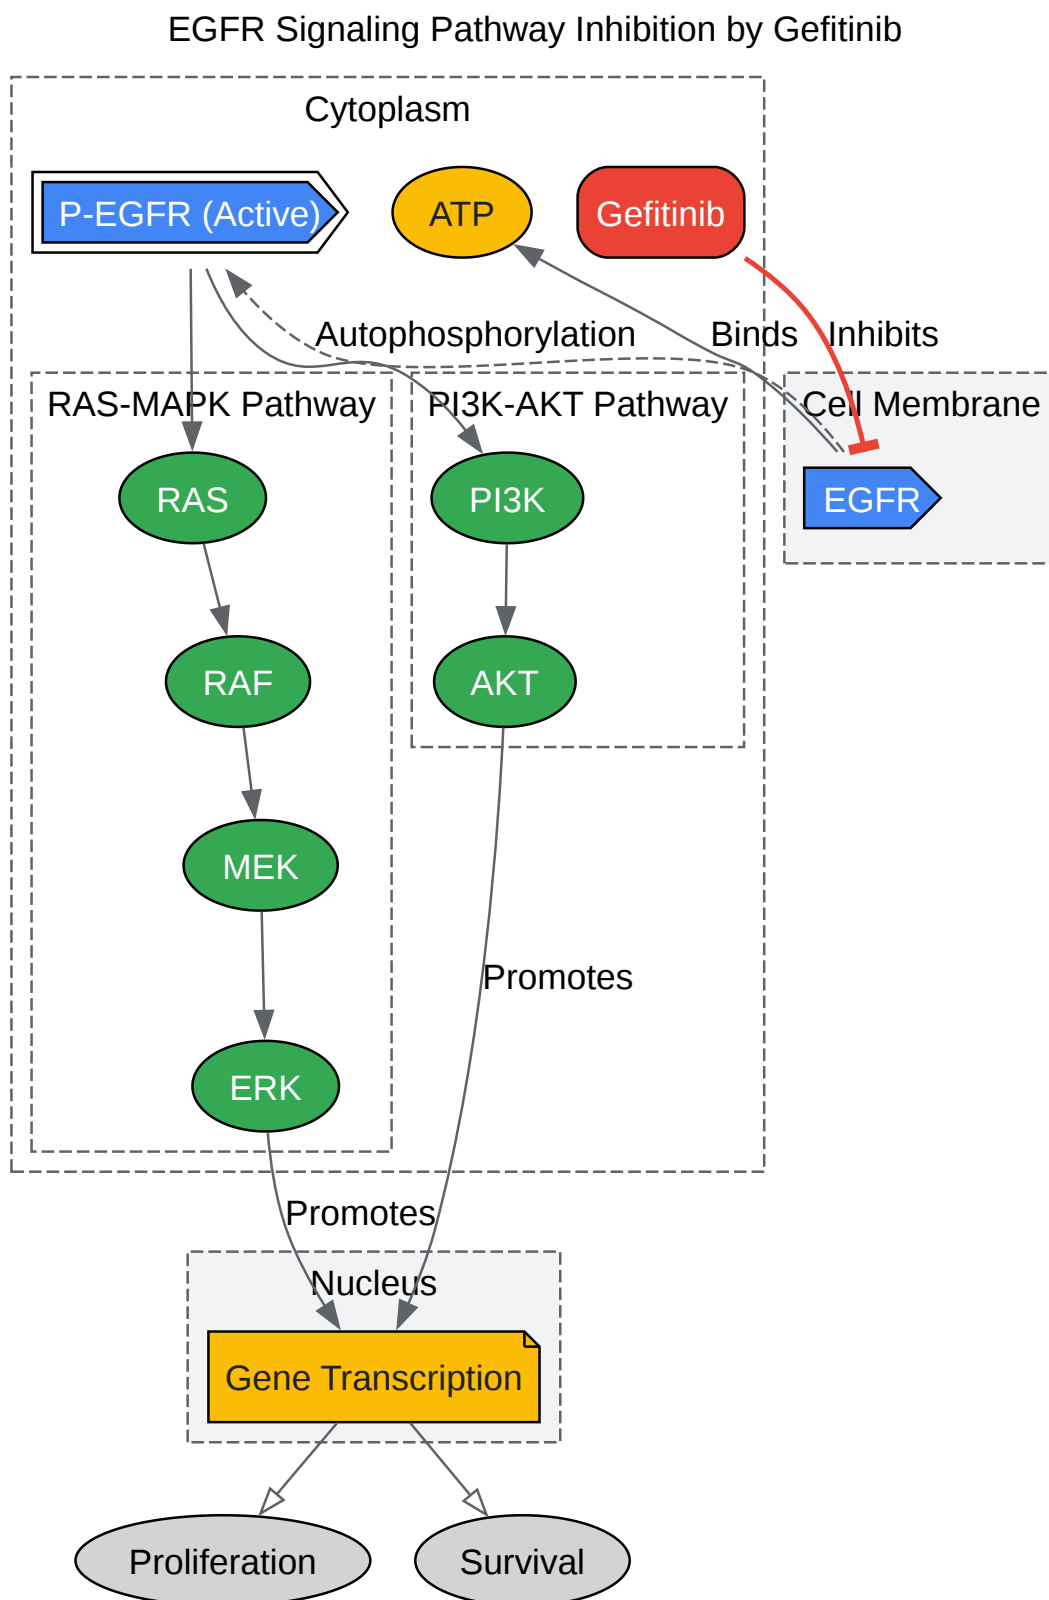 EGFR Signaling Pathway Inhibition by Gefitinib
Cytoplasm
P-EGFR (Active)
ATP
Gefitinib
Autophosphorylation
Binds
Inhibits
RAS-MAPK Pathway
PI3K-AKT Pathway
Cell Membrane
RAS
PI3K
EGFR
RAF
AKT
MEK
Promotes
ERK
Promotes
Nucleus
Gene Transcription
Proliferation
Survival